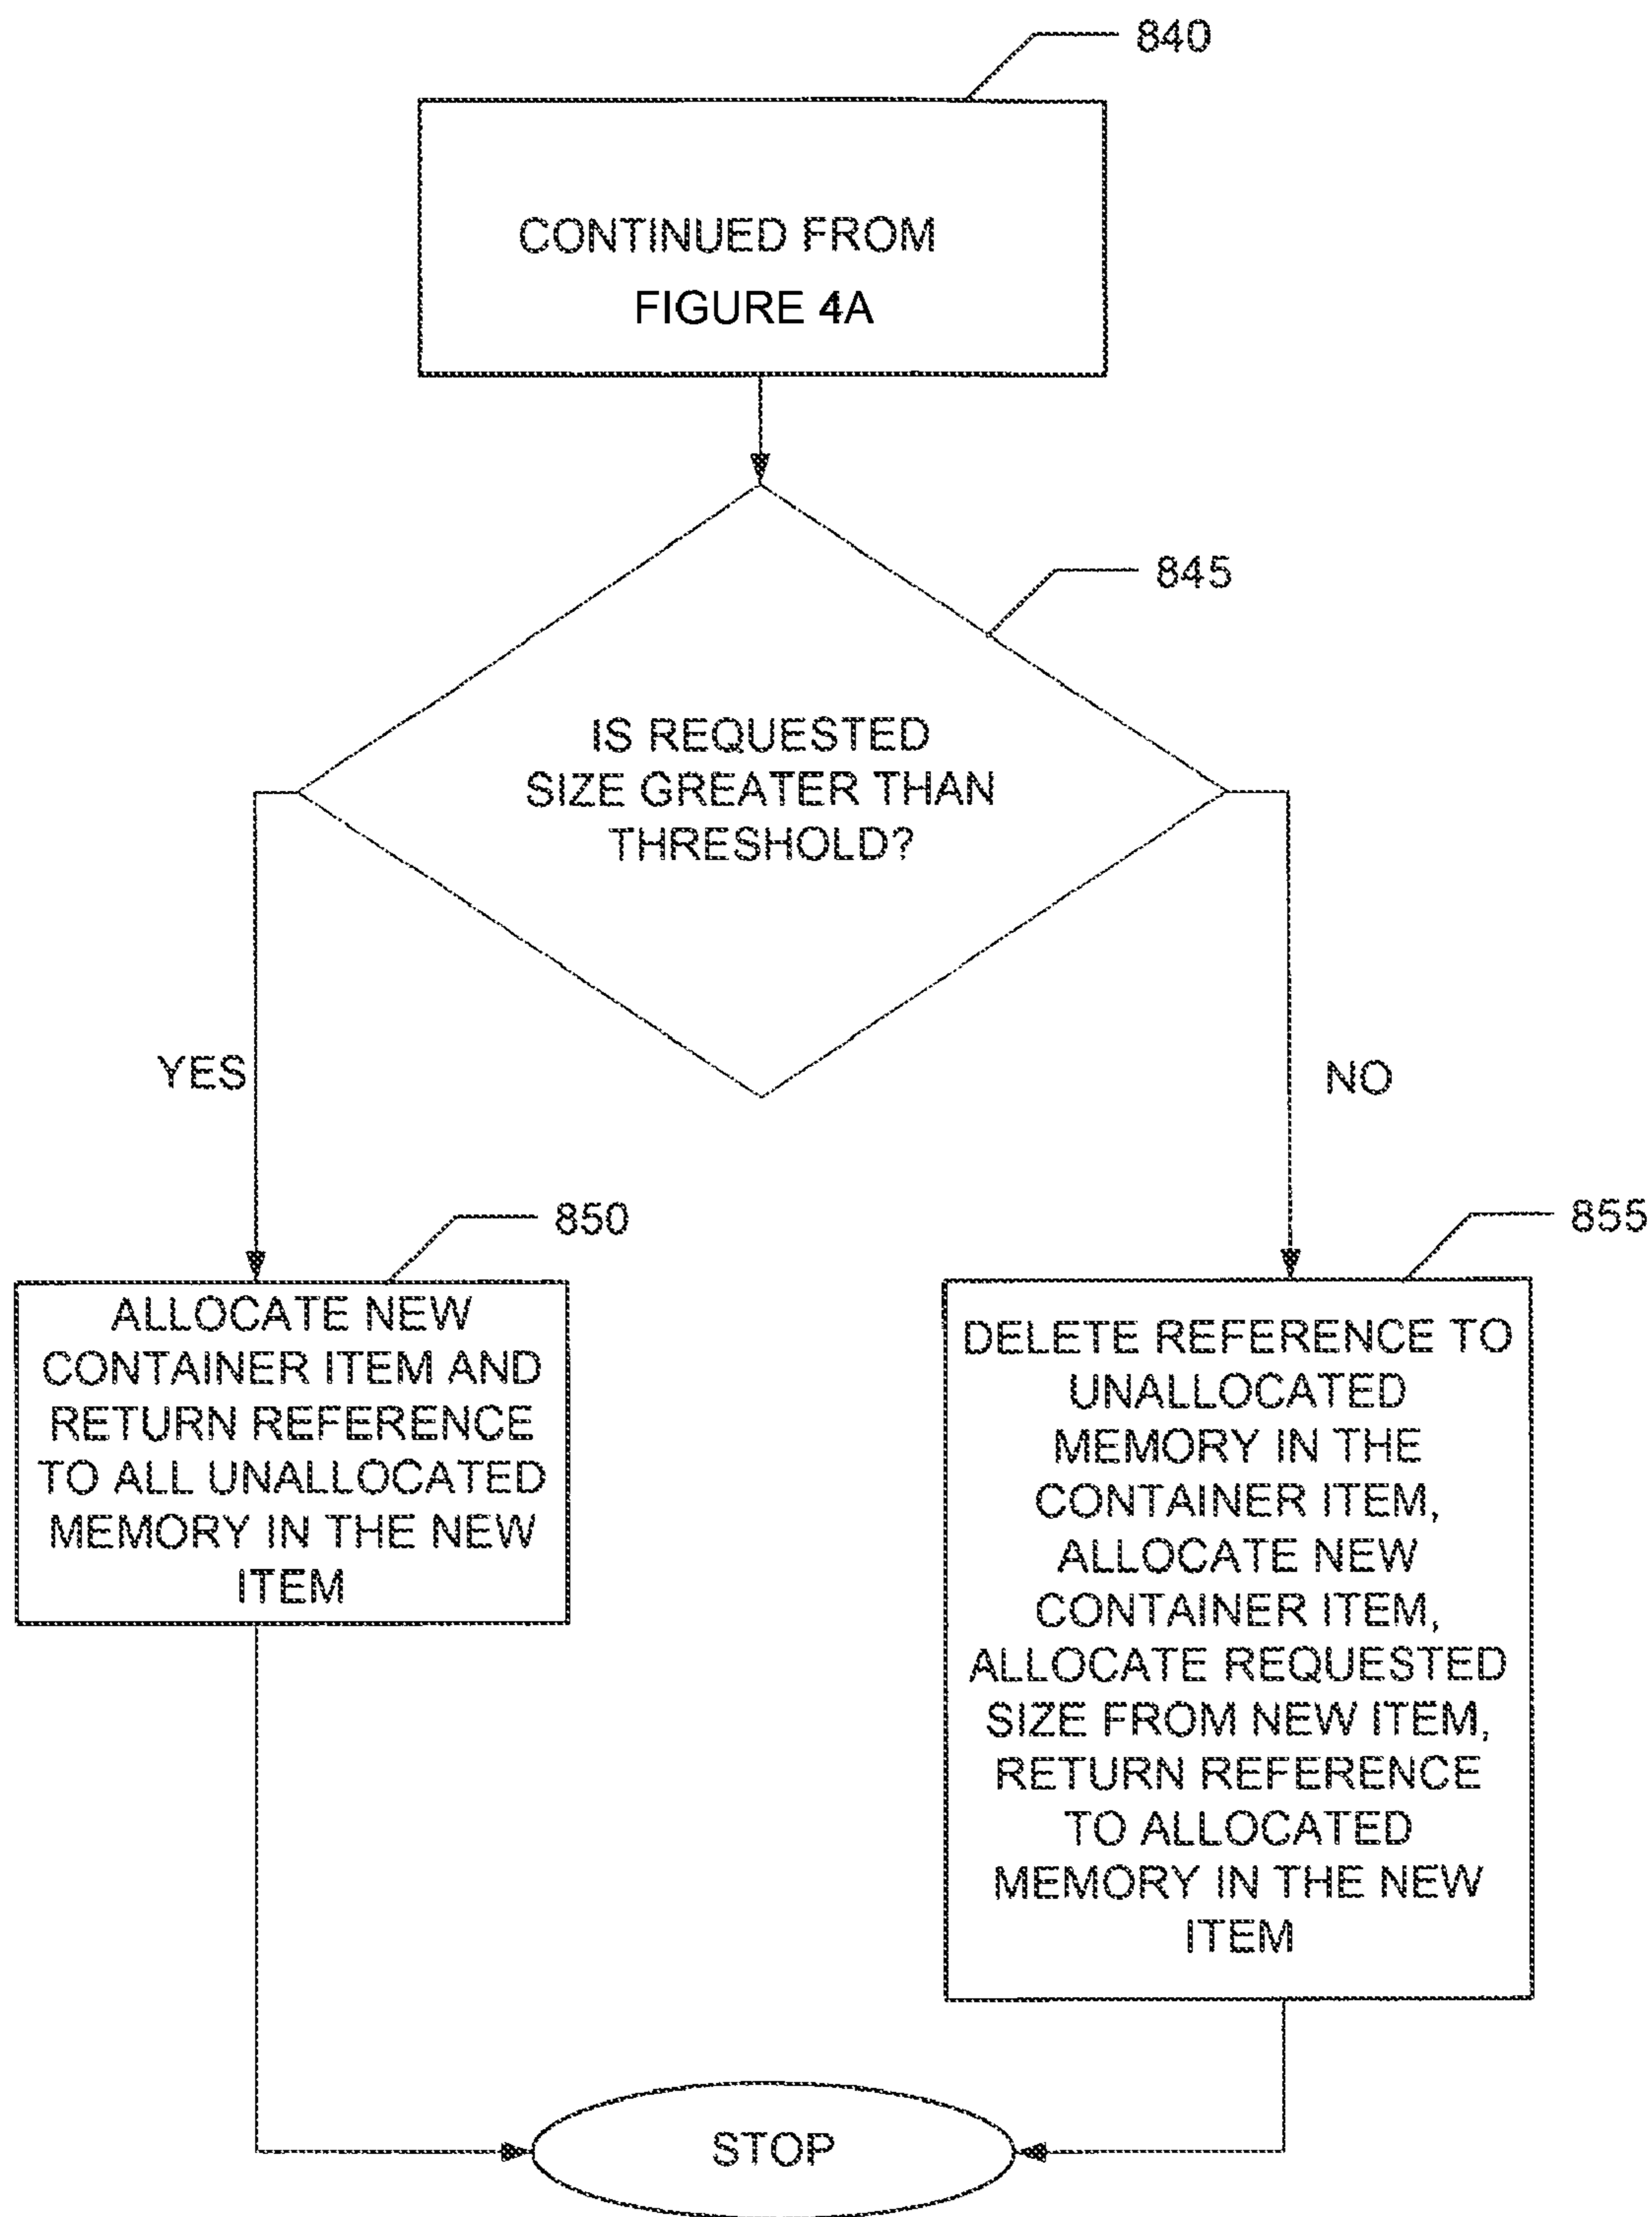 840
CONTINUED FROM
FIGURE 4A
845
IS REQUESTED
SIZE GREATER THAN
THRESHOLD?
YES
NO
850
855
ALLOCATE NEW
CONTAINER ITEM AND
RETURN REFERENCE
TO ALL UNALLOCATED
MEMORY IN THE NEW
ITEM
DELETE REFERENCE TO
UNALLOCATED
MEMORY IN THE
CONTAINER ITEM,
ALLOCATE NEW
CONTAINER ITEM,
ALLOCATE REQUESTED
SIZE FROM NEW ITEM,
RETURN REFERENCE
TO ALLOCATED
MEMORY IN THE NEW
ITEM
STOP